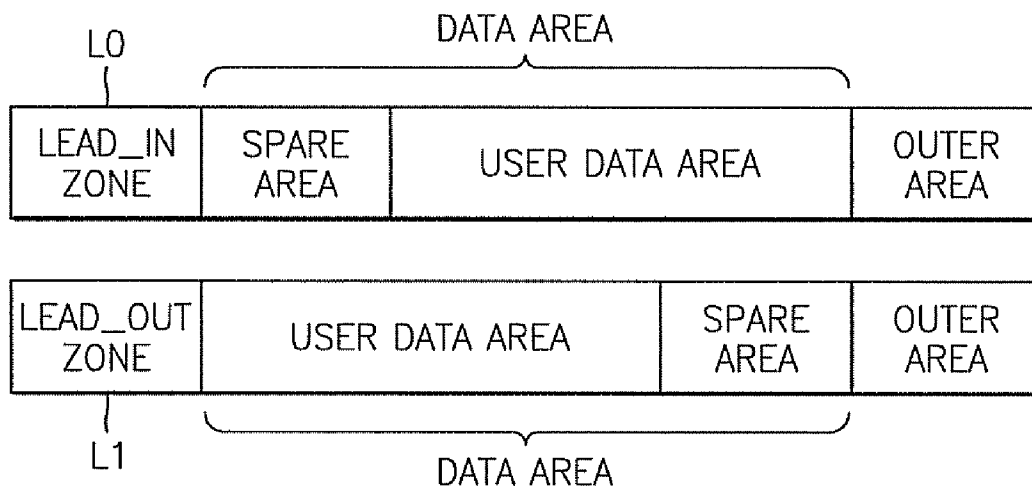 DATA AREA
L0
LEAD_IN
ZONE
SPARE
AREA
USER DATA AREA
OUTER
AREA
LEAD_OUT
ZONE
USER DATA AREA
SPARE
AREA
OUTER
AREA
L1
DATA AREA